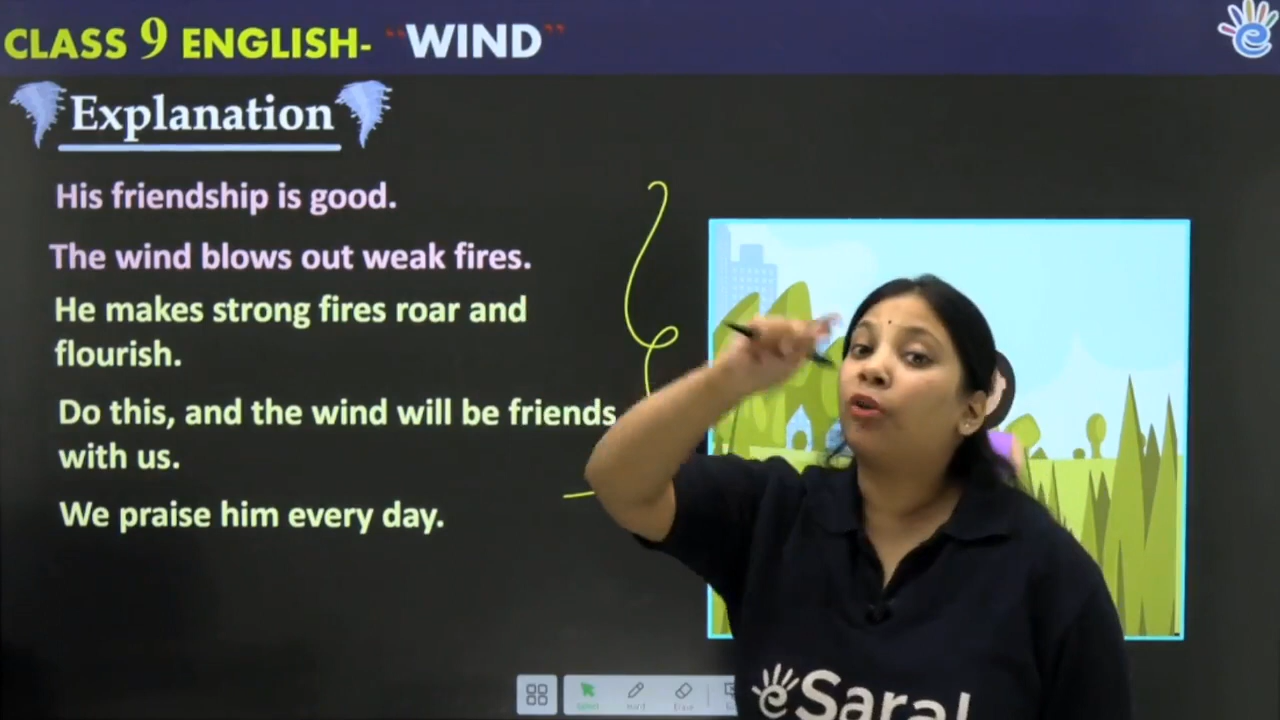 CLASS 9 ENGLISH- "WIND"
e
Explanation
His friendship is good.
The wind blows out weak fires.
He makes strong fires roar and
flourish.
Do this, and the wind will be friends
with us.
We praise him every day.
Select
eSaral